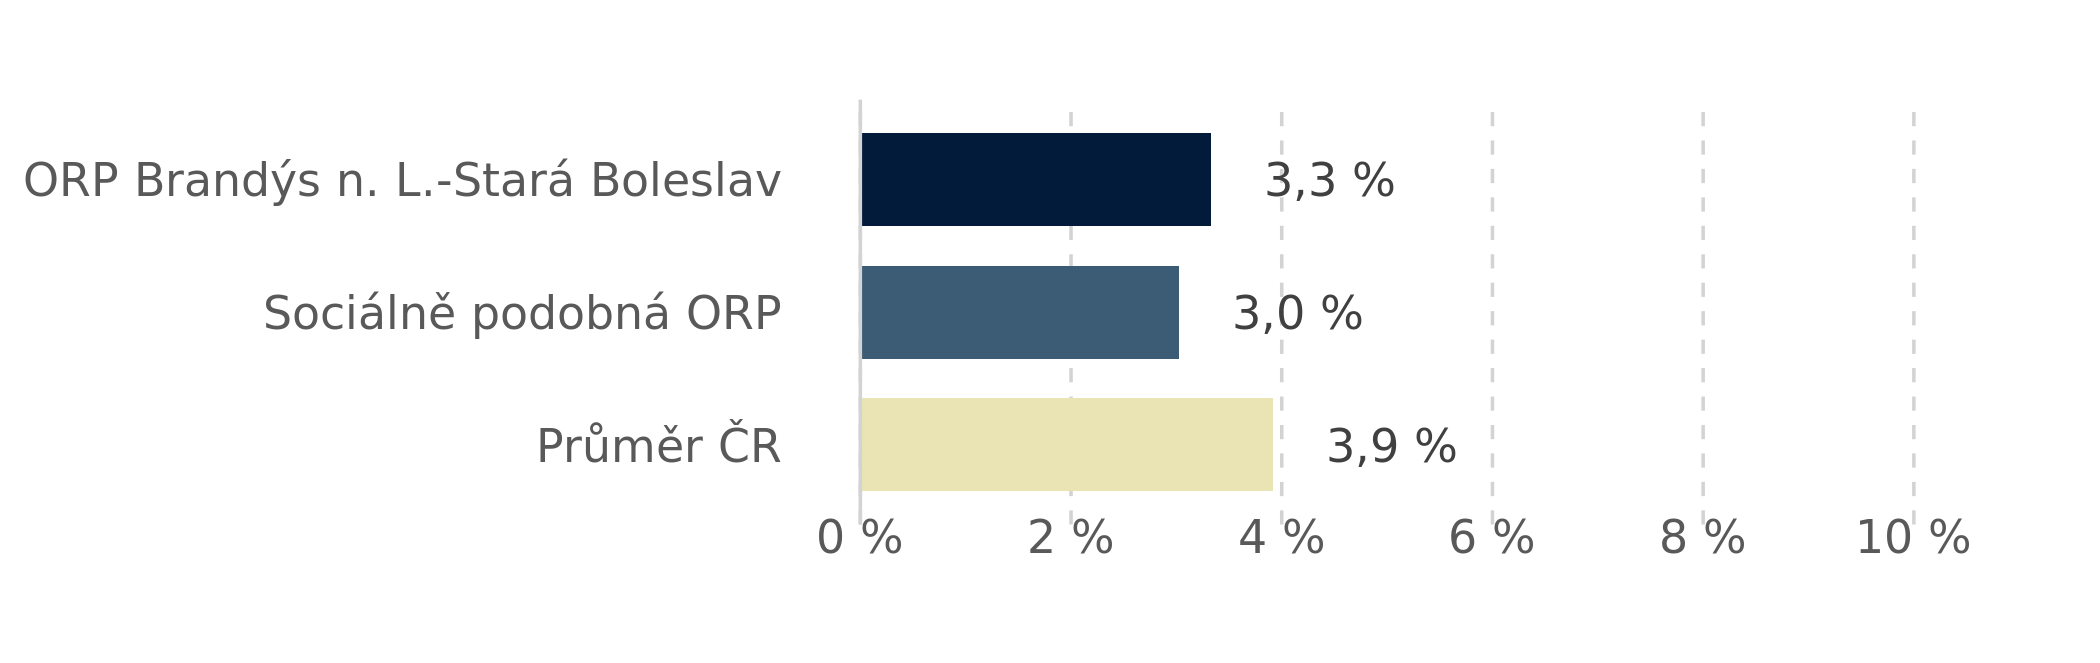 ORP Brandýs n. L.-Stará Boleslav 3,3 %
Sociálně podobná ORP 3,0 %
Průměr ČR 3,9 %
0 % 2 % 4 % 6 % 8 % 10 %